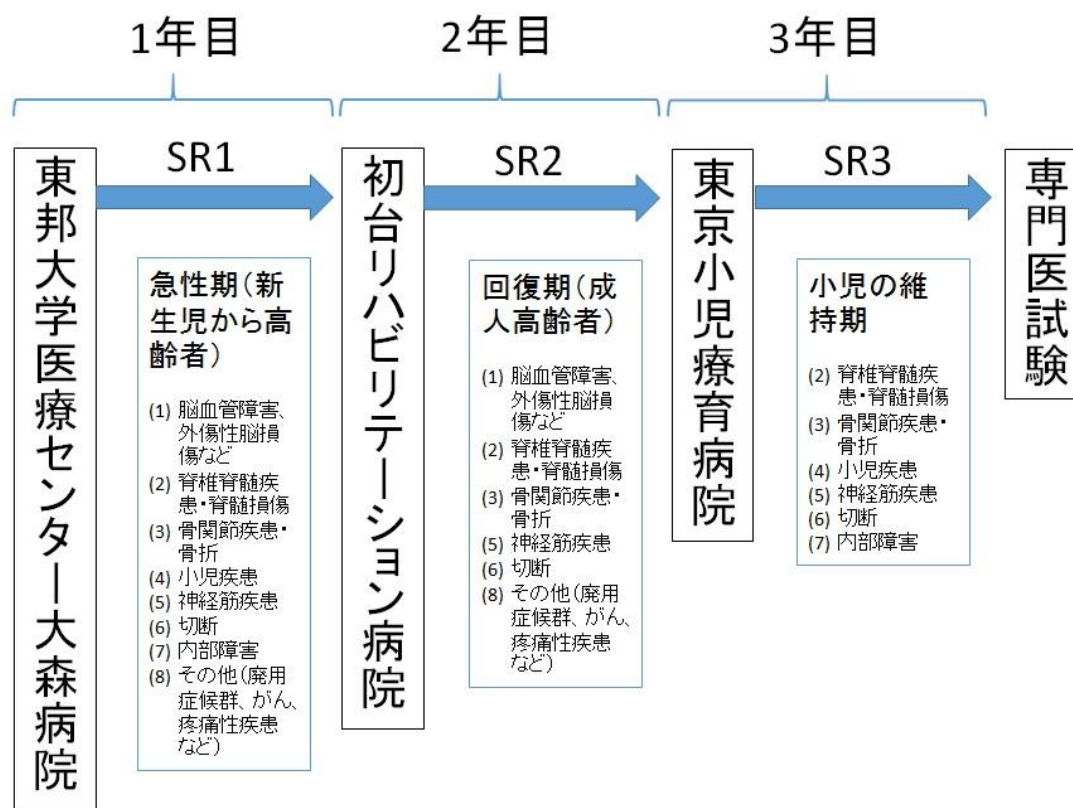 1年目
2年目
3年目
東邦大学医療センター大森病院
SR1
急性期(新
生児から高
齢者)
(1) 脳血管障害、
外傷性脳損
傷など
(2) 脊椎脊髄疾
患・脊髄損傷
(3) 骨関節疾患・
骨折
(4) 小児疾患
(5) 神経筋疾患
(6) 切断
(7) 内部障害
(8) その他(廃用
症候群、がん、
疼痛性疾患
など)
初台リハビリテーション病院
SR2
回復期(成
人高齢者)
(1) 脳血管障害、
外傷性脳損
傷など
(2) 脊椎脊髄疾
患・脊髄損傷
(3) 骨関節疾患・
骨折
(5) 神経筋疾患
(6) 切断
(8) その他(廃用
症候群、がん、
疼痛性疾患
など)
東京小児療育病院
SR3
小児の維
持期
(2) 脊椎脊髄疾
患・脊髄損傷
(3) 骨関節疾患・
骨折
(4) 小児疾患
(5) 神経筋疾患
(6) 切断
(7) 内部障害
専門医試験